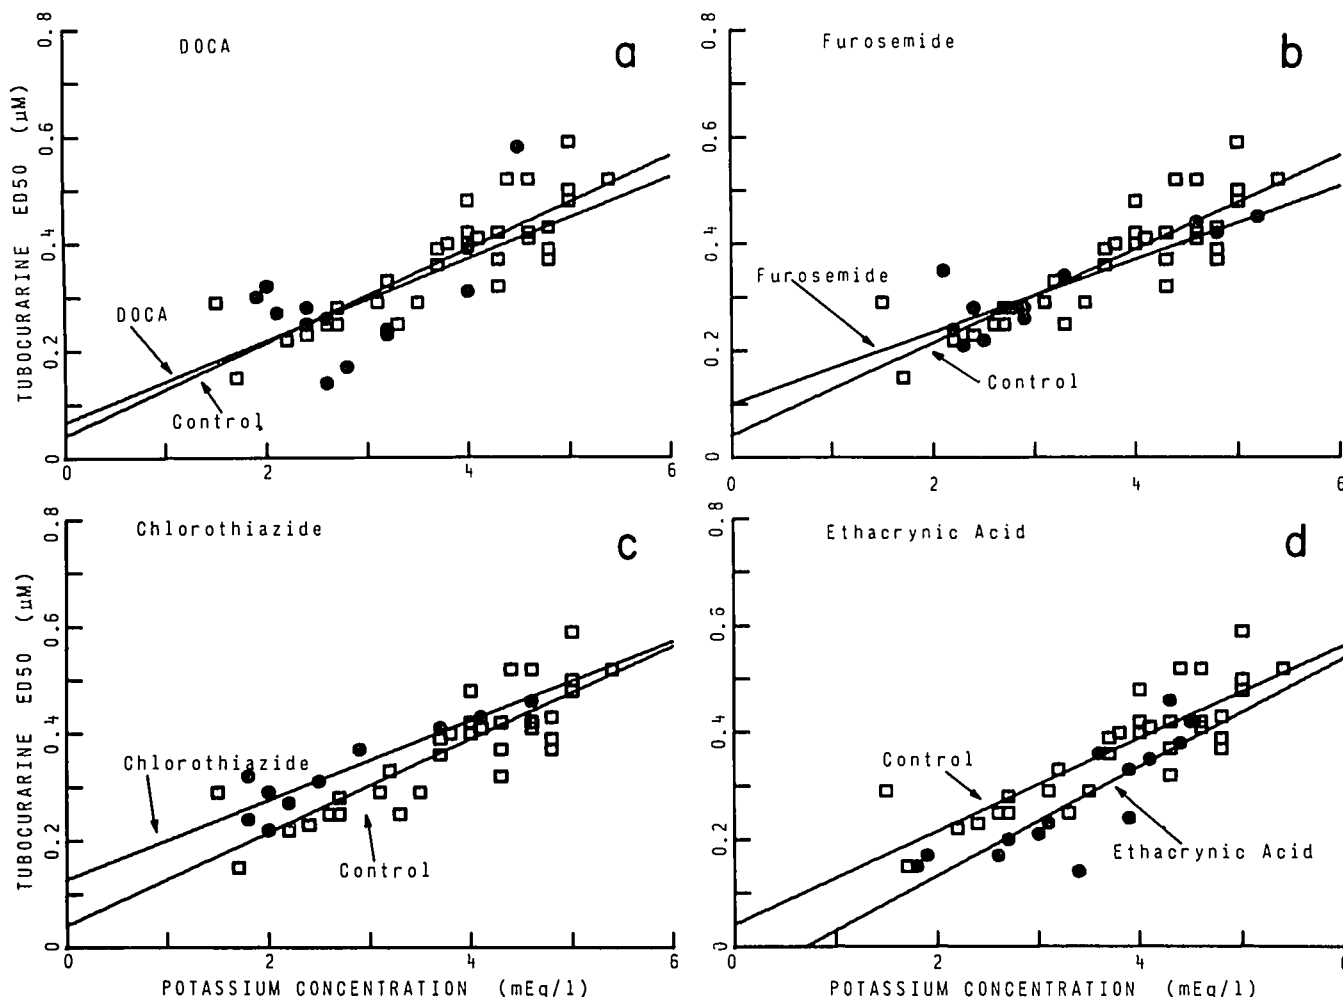 DOCA
a
TUBOCURARINE ED50 (µM)
0 0.2 0.4 0.6 0.8
DOCA
Control
0 2 4 6
Furosemide
b
0 0.2 0.4 0.6 0.8
Furosemide
Control
0 2 4 6
Chlorothiazide
c
TUBOCURARINE ED50 (µM)
0 0.2 0.4 0.6 0.8
Chlorothiazide
Control
0 2 4 6
POTASSIUM CONCENTRATION (mEq/l)
Ethacrynic Acid
d
0 0.2 0.4 0.6 0.8
Control
Ethacrynic Acid
0 2 4 6
POTASSIUM CONCENTRATION (mEq/l)